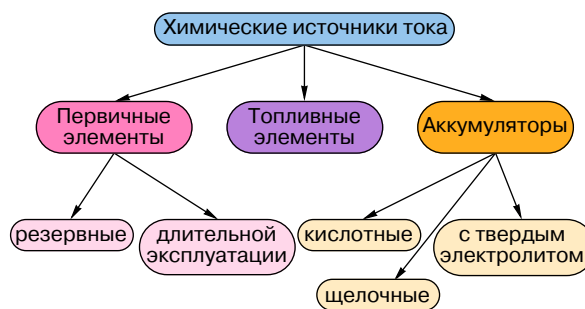 Химические источники тока
Первичные
элементы
Топливные
элементы
Аккумуляторы
резервные
длительной
эксплуатации
кислотные
щелочные
с твердым
электролитом